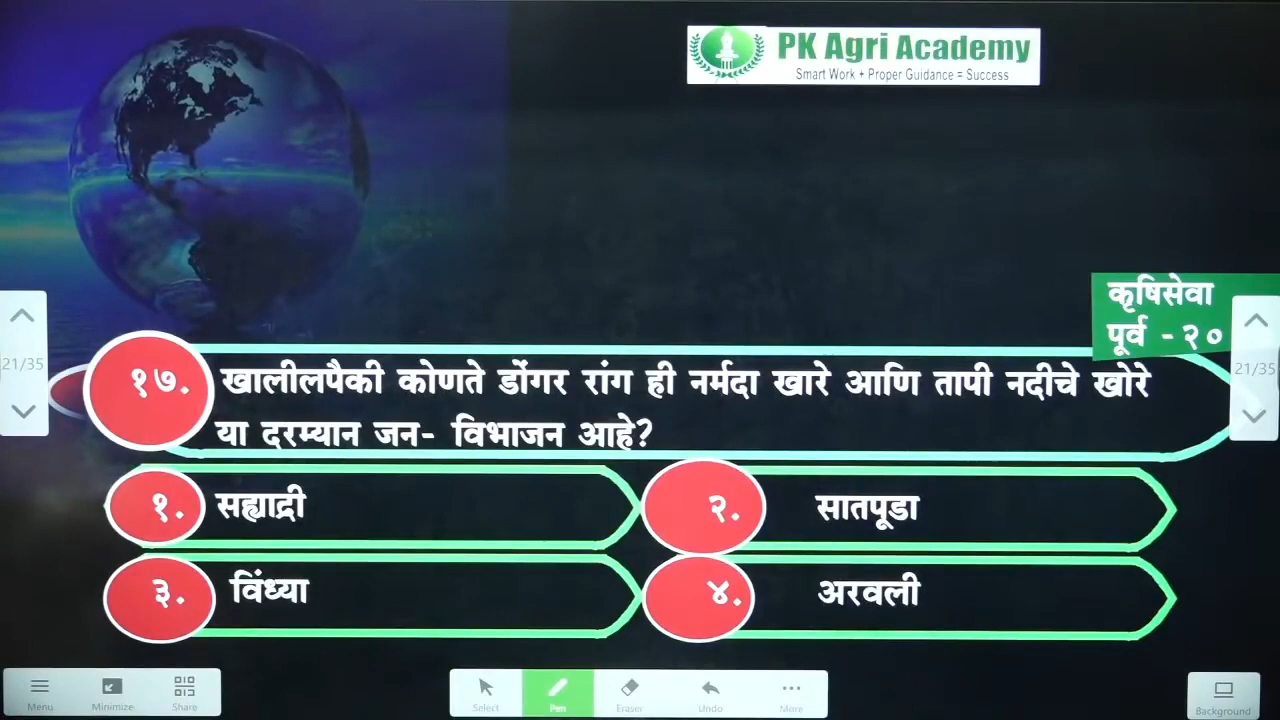 PK Agri Academy
Smart Work + Proper Guidance = Success
कृषिसेवा
पूर्व - २०
21/35
21/35
१७. खालीलपैकी कोणते डोंगर रांग ही नर्मदा खारे आणि तापी नदीचे खोरे
या दरम्यान जन- विभाजन आहे?
१. सह्याद्री
२. सातपूडा
३. विंध्या
४. अरवली
Menu Minimize Share Select Pen Eraser Undo More Background